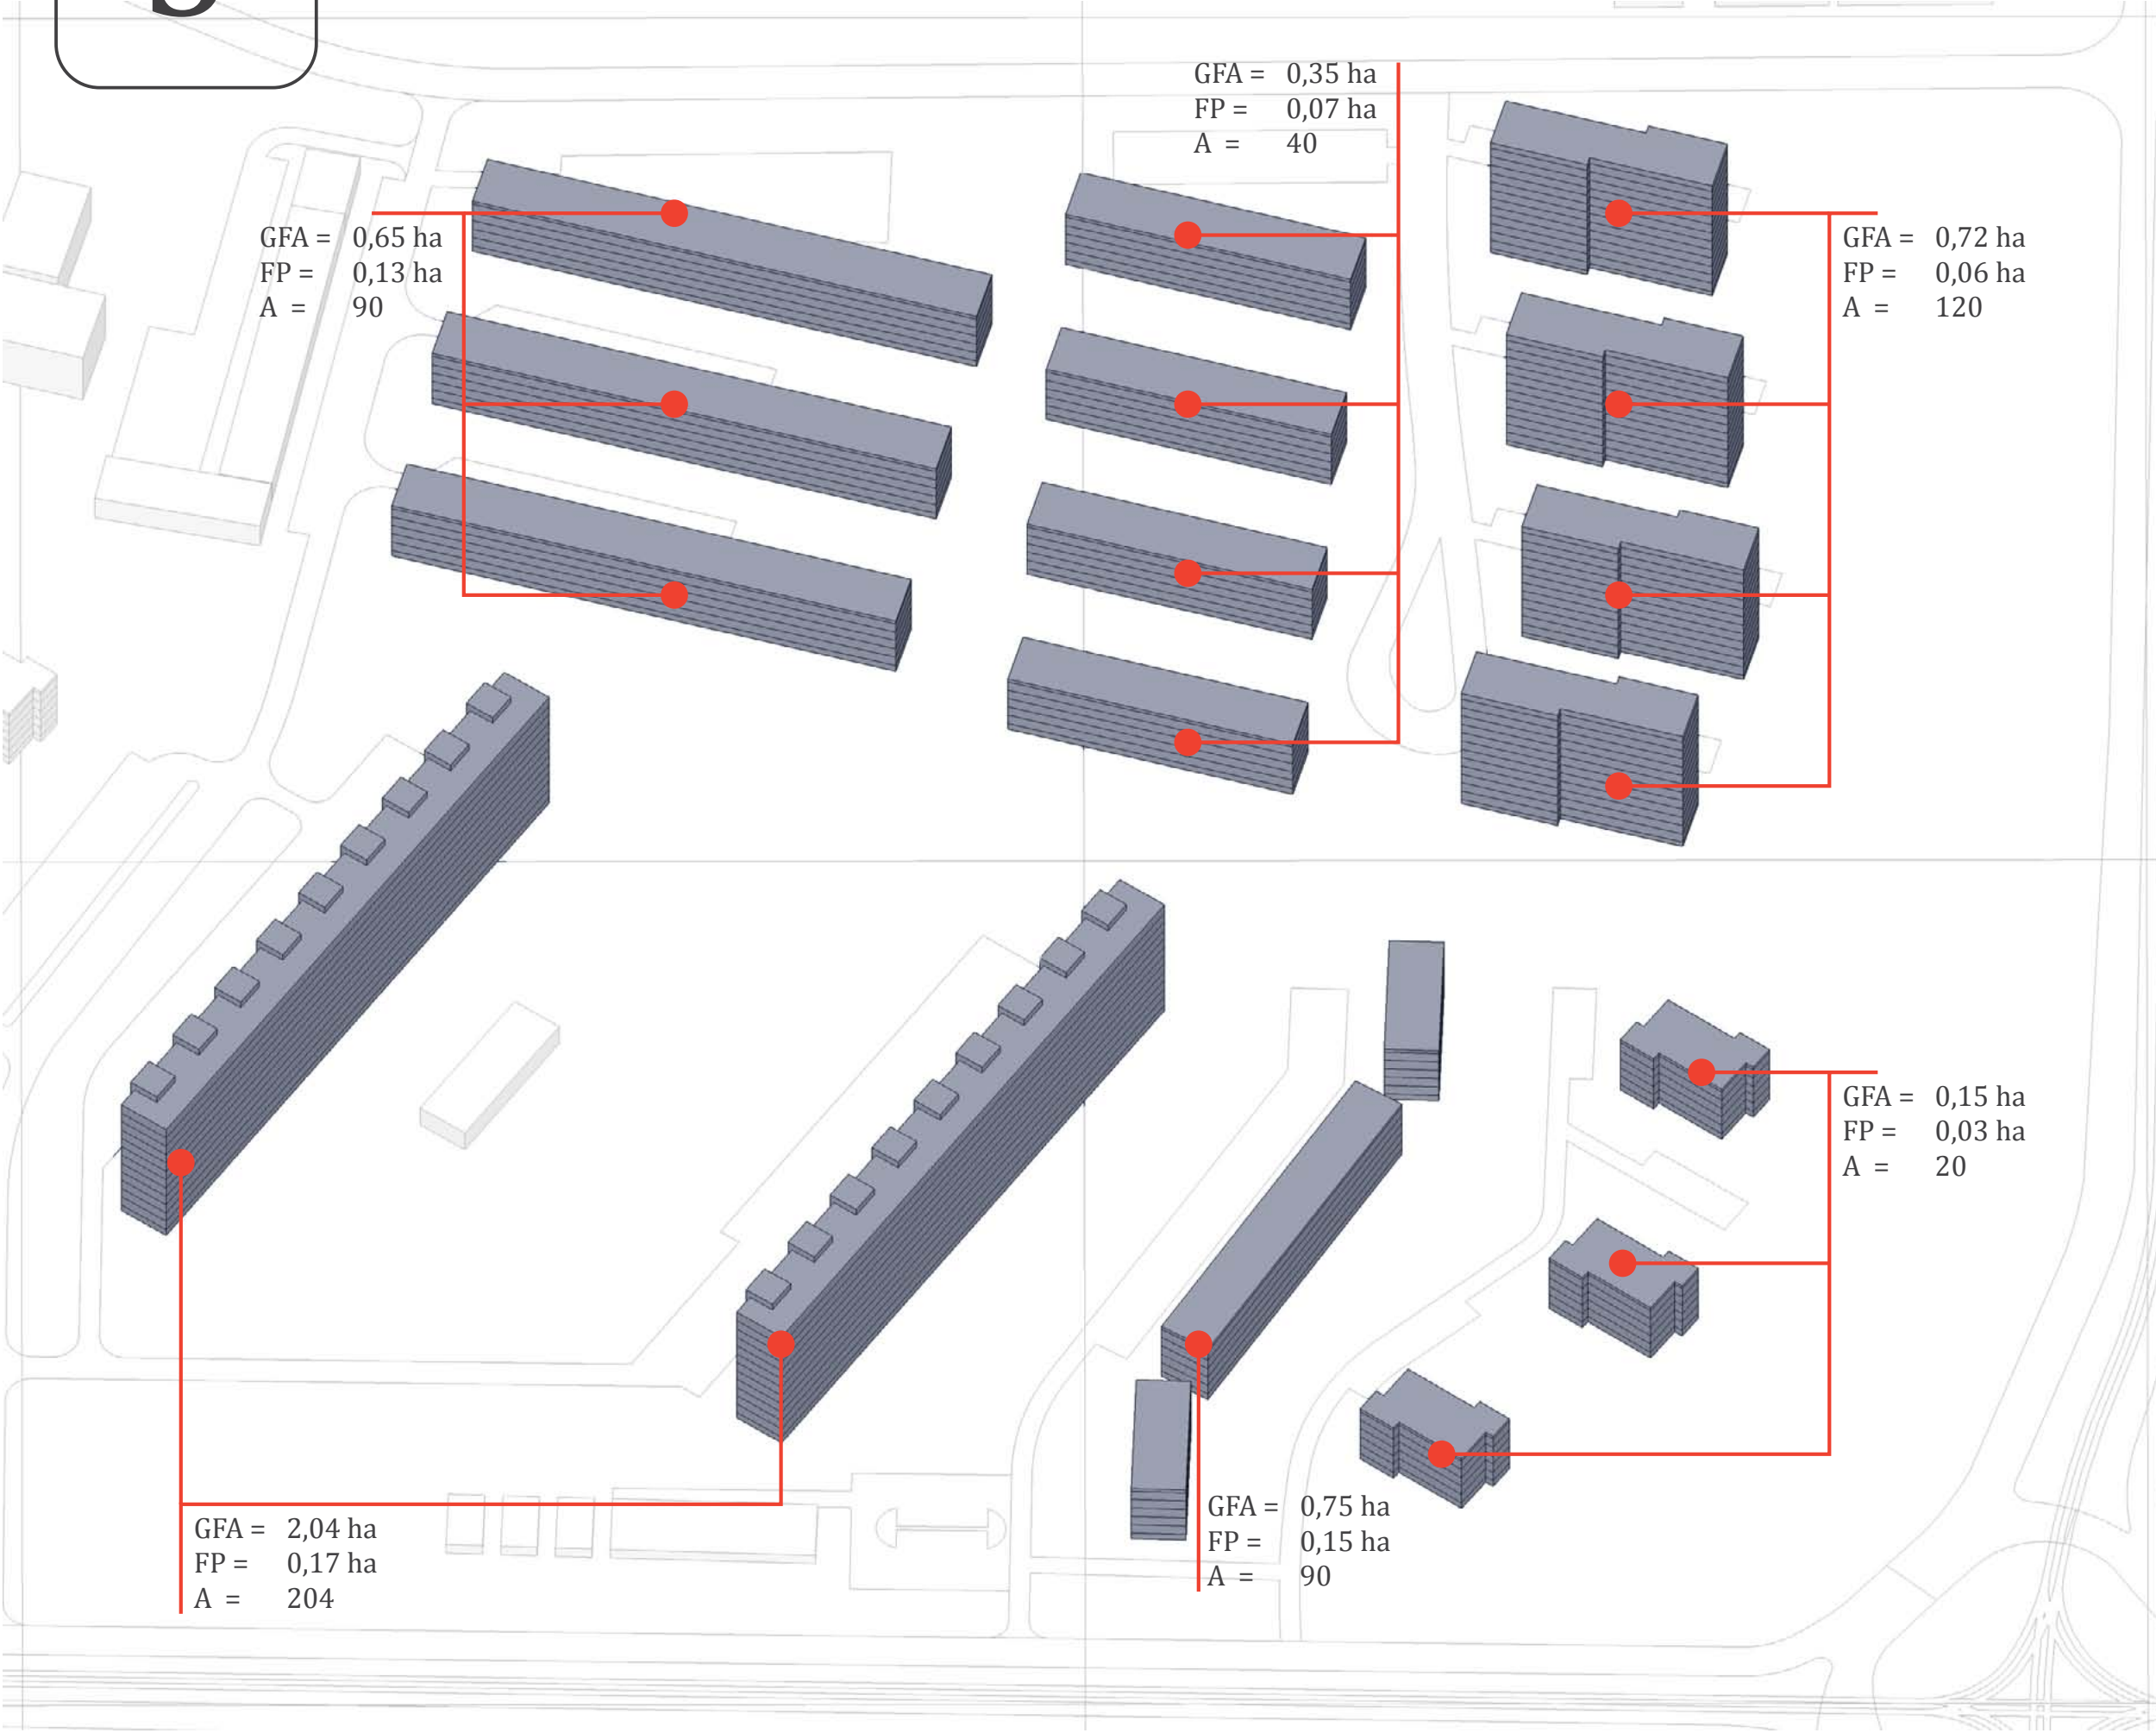 GFA = 0,35 ha
FP = 0,07 ha
A = 40
GFA = 0,65 ha
FP = 0,13 ha
A = 90
GFA = 0,72 ha
FP = 0,06 ha
A = 120
GFA = 0,15 ha
FP = 0,03 ha
A = 20
GFA = 0,75 ha
FP = 0,15 ha
A = 90
GFA = 2,04 ha
FP = 0,17 ha
A = 204